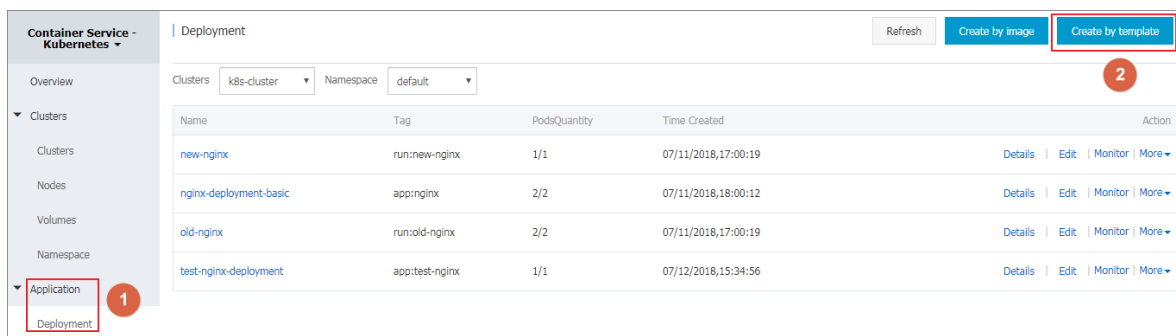 Container Service -
Kubernetes
Overview
Clusters
Clusters
Nodes
Volumes
Namespace
Application
1
Deployment
Deployment
Refresh
Create by image
Create by template
2
Clusters k8s-cluster Namespace default
Name Tag PodsQuantity Time Created Action
new-nginx run:new-nginx 1/1 07/11/2018,17:00:19 Details | Edit | Monitor | More
nginx-deployment-basic app:nginx 2/2 07/11/2018,18:00:12 Details | Edit | Monitor | More
old-nginx run:old-nginx 2/2 07/11/2018,17:00:19 Details | Edit | Monitor | More
test-nginx-deployment app:test-nginx 1/1 07/12/2018,15:34:56 Details | Edit | Monitor | More